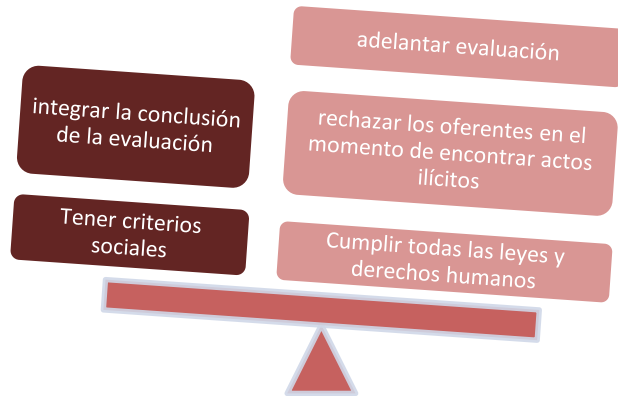 integrar la conclusión
de la evaluación
Tener criterios
sociales
adelantar evaluación
rechazar los oferentes en el
momento de encontrar actos
ilícitos
Cumplir todas las leyes y
derechos humanos